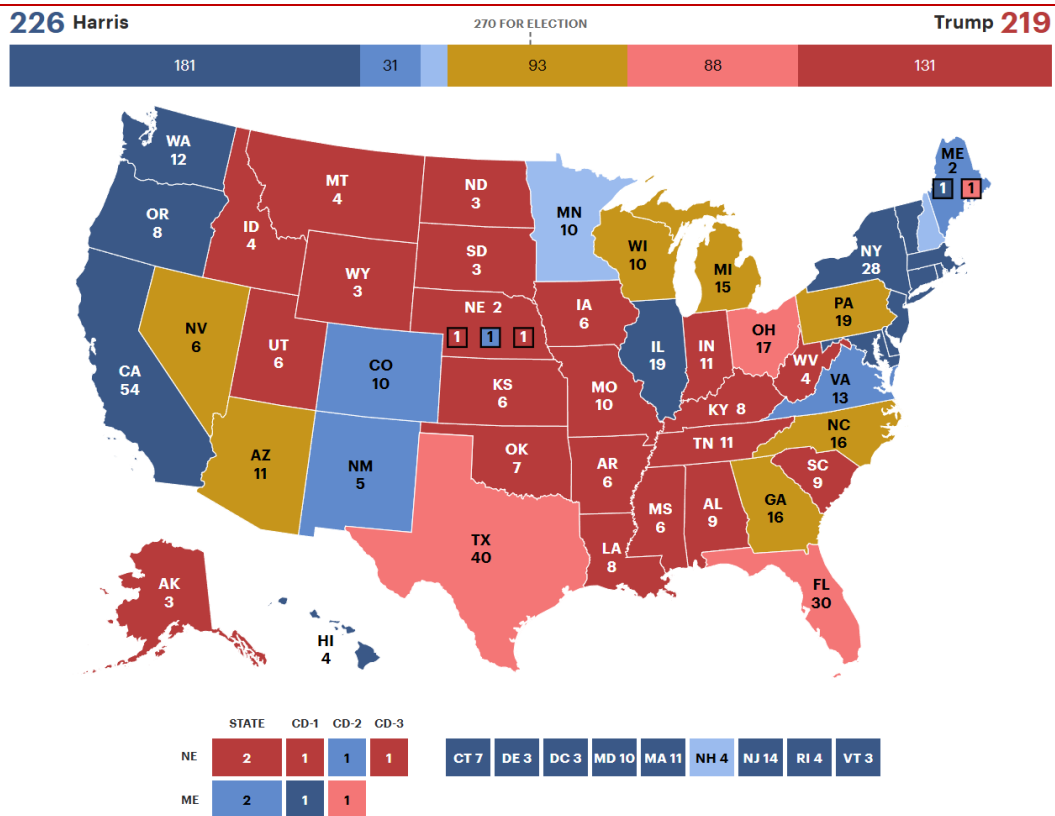 226 Harris
270 FOR ELECTION
Trump 219
181 31 93 88 131
WA
12
OR
8
CA
54
NV
6
ID
4
MT
4
WY
3
UT
6
AZ
11
CO
10
NM
5
ND
3
SD
3
NE 2
1 1 1
KS
6
OK
7
TX
40
MN
10
IA
6
MO
10
AR
6
LA
8
WI
10
IL
19
MI
15
IN
11
OH
17
KY 8
TN 11
MS
6
AL
9
GA
16
FL
30
SC
9
NC
16
VA
13
WV
4
PA
19
NY
28
ME
2
1 1
AK
3
HI
4
STATE CD-1 CD-2 CD-3
NE 2 1 1 1
ME 2 1 1
CT 7 DE 3 DC 3 MD 10 MA 11 NH 4 NJ 14 RI 4 VT 3